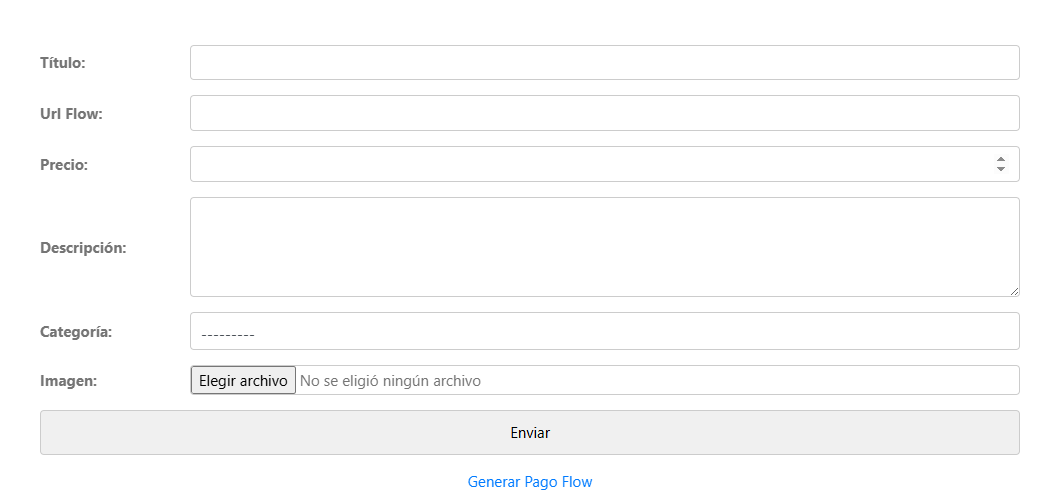 Título:
Url Flow:
Precio:
Descripción:
Categoría:
---------
Imagen:
Elegir archivo No se eligió ningún archivo
Enviar
Generar Pago Flow